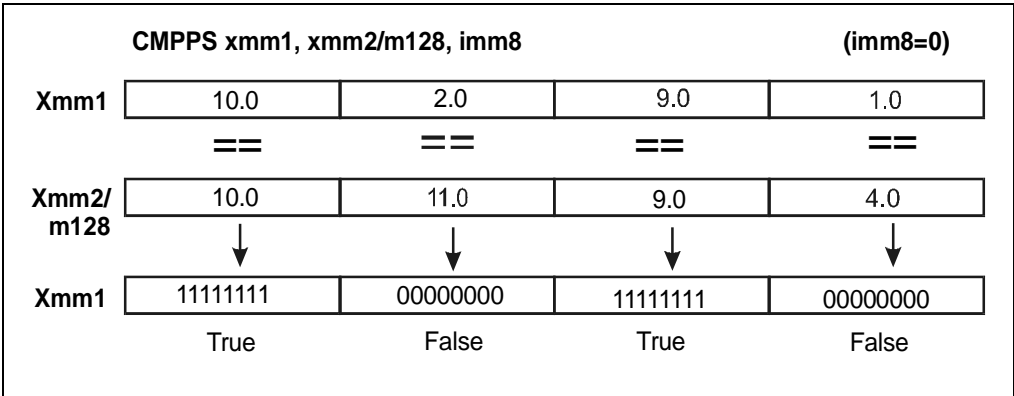 CMPPS xmm1, xmm2/m128, imm8 (imm8=0)
Xmm1 10.0 2.0 9.0 1.0
== == == ==
Xmm2/ m128 10.0 11.0 9.0 4.0
Xmm1 11111111 00000000 11111111 00000000
True False True False